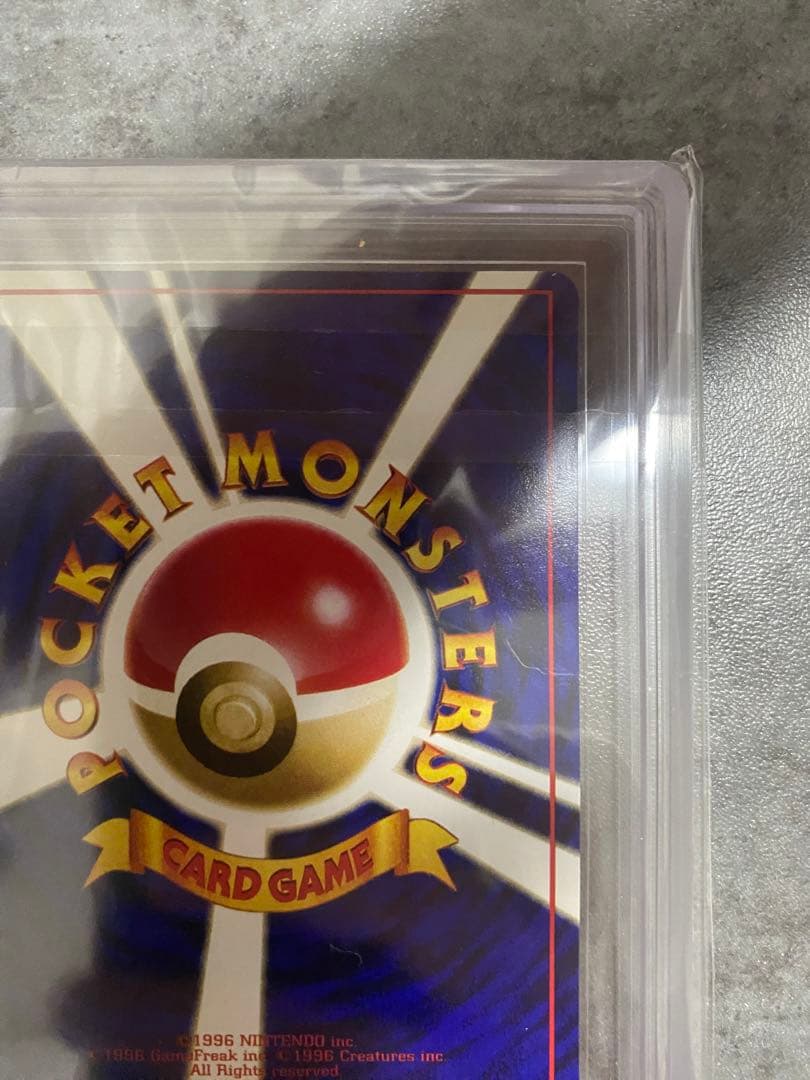 POCKET MONSTERS
CARD GAME
©1996 NINTENDO inc.
©1996 GameFreak inc. ©1996 Creatures inc.
All Rights reserved